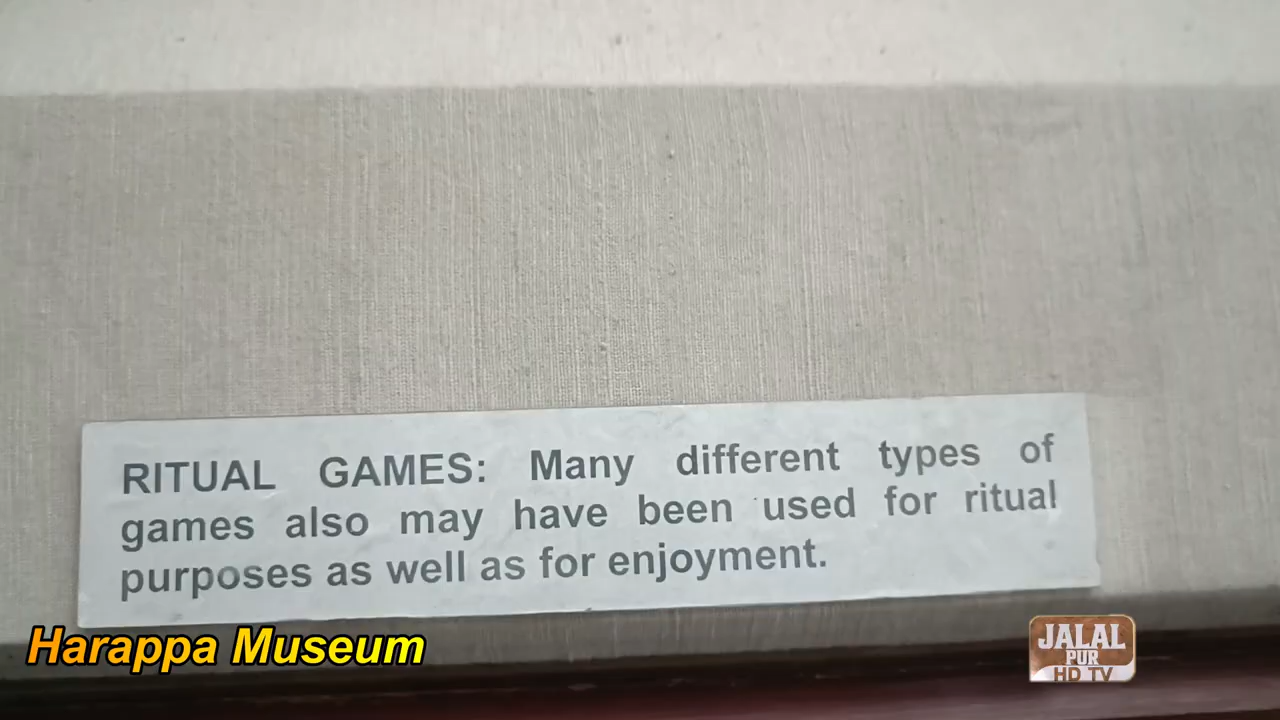 RITUAL GAMES: Many different types of
games also may have been used for ritual
purposes as well as for enjoyment.
Harappa Museum
JALAL
PUR
HD TV